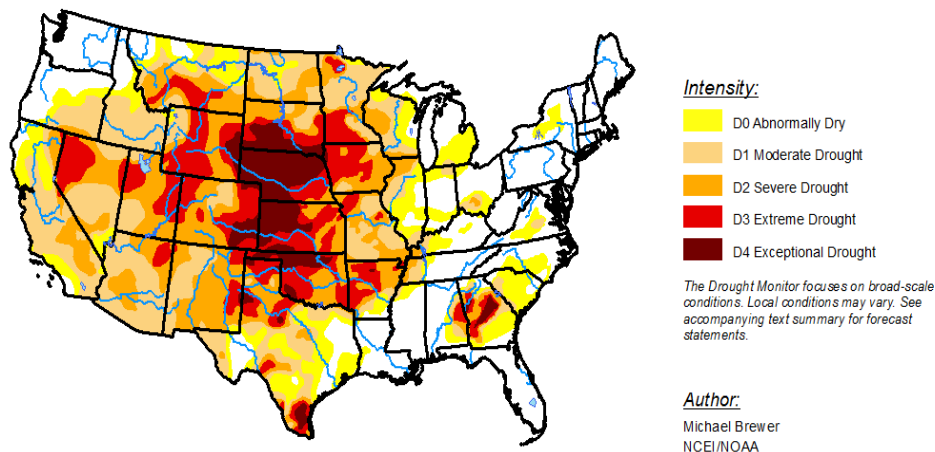 Intensity:
D0 Abnormally Dry
D1 Moderate Drought
D2 Severe Drought
D3 Extreme Drought
D4 Exceptional Drought
The Drought Monitor focuses on broad-scale
conditions. Local conditions may vary. See
accompanying text summary for forecast
statements.
Author:
Michael Brewer
NCEI/NOAA